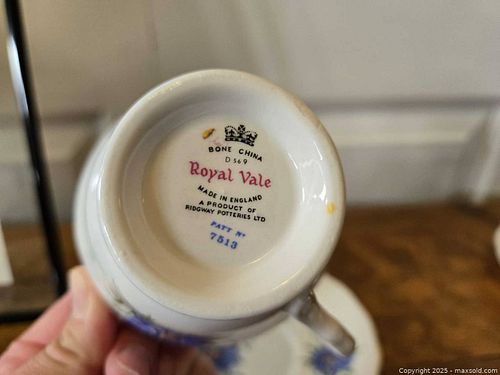 BONE CHINA
D 569
Royal Vale
MADE IN ENGLAND
A PRODUCT OF
RIDGWAY POTTERIES LTD
PATT Nº
7513
Copyright 2025 - maxsold.com